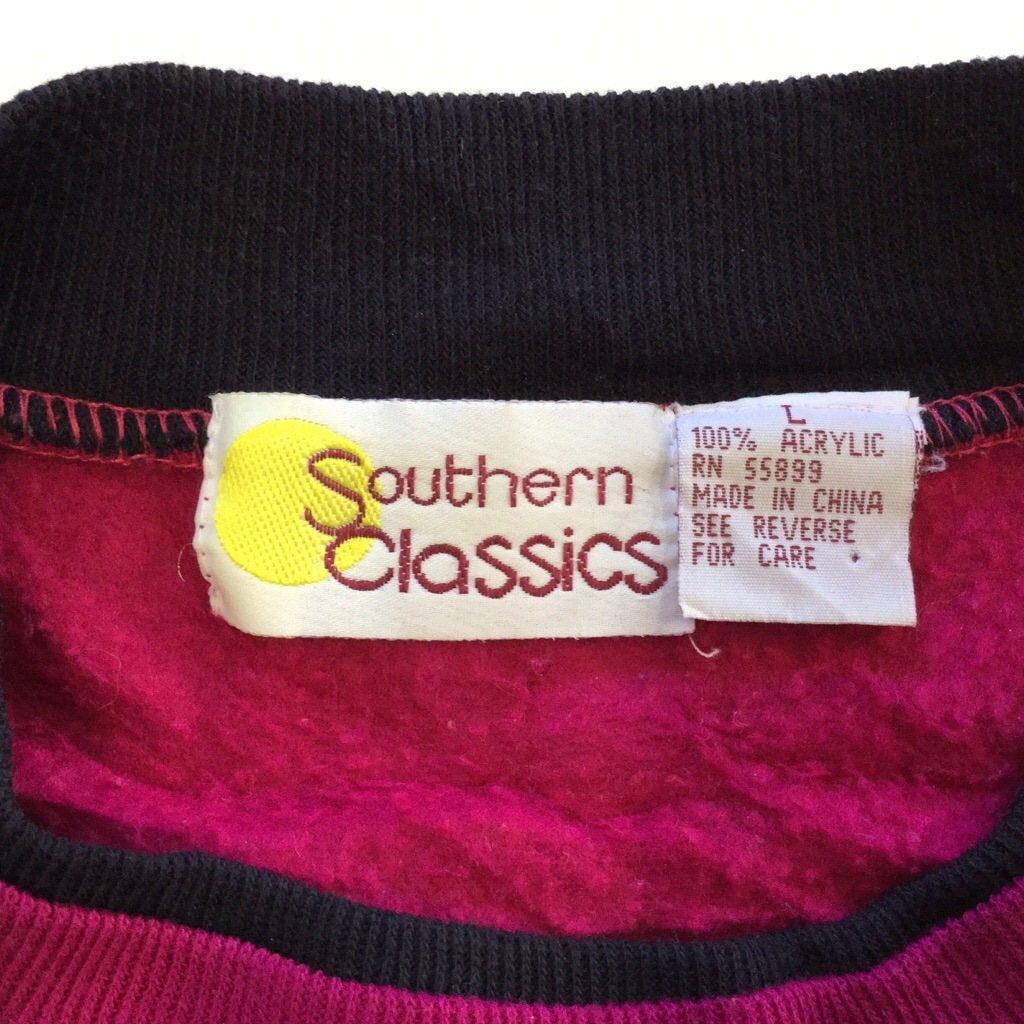 Southern
Classics
L
100% ACRYLIC
RN 55899
MADE IN CHINA
SEE REVERSE
FOR CARE